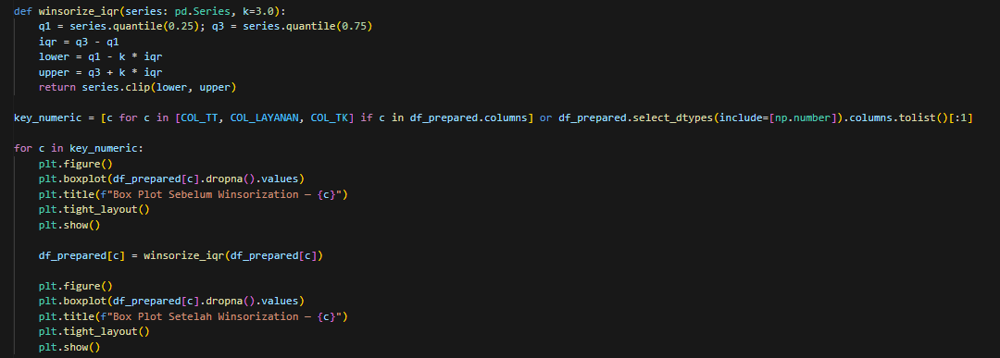 def winsorize_iqr(series: pd.Series, k=3.0):
    q1 = series.quantile(0.25); q3 = series.quantile(0.75)
    iqr = q3 - q1
    lower = q1 - k * iqr
    upper = q3 + k * iqr
    return series.clip(lower, upper)

key_numeric = [c for c in [COL_TT, COL_LAYANAN, COL_TK] if c in df_prepared.columns] or df_prepared.select_dtypes(include=[np.number]).columns.tolist()[:1]

for c in key_numeric:
    plt.figure()
    plt.boxplot(df_prepared[c].dropna().values)
    plt.title(f"Box Plot Sebelum Winsorization — {c}")
    plt.tight_layout()
    plt.show()

    df_prepared[c] = winsorize_iqr(df_prepared[c])

    plt.figure()
    plt.boxplot(df_prepared[c].dropna().values)
    plt.title(f"Box Plot Setelah Winsorization — {c}")
    plt.tight_layout()
    plt.show()